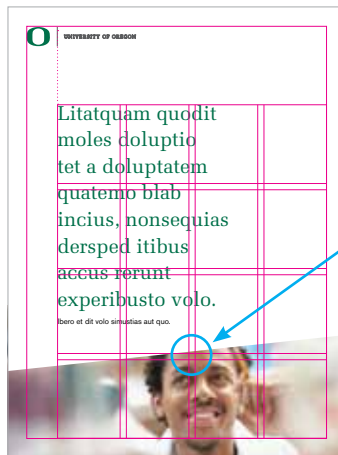 O
UNIVERSITY OF OREGON
Litatquam quodit
moles doluptio
tet a doluptatem
quatemo blab
incius, nonsequias
dersped itibus
accus rerunt
experibusto volo.
Ibero et dit volo simustias aut quo.